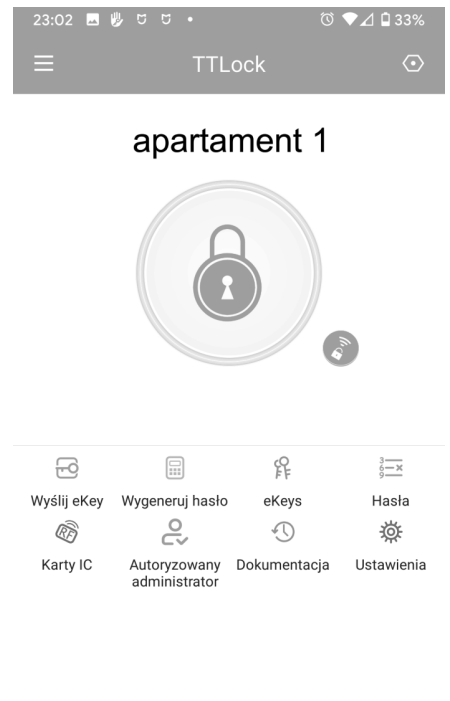 23:02 33%
TTLock
apartament 1
Wyślij eKey Wygeneruj hasło eKeys Hasła
Karty IC Autoryzowany administrator Dokumentacja Ustawienia